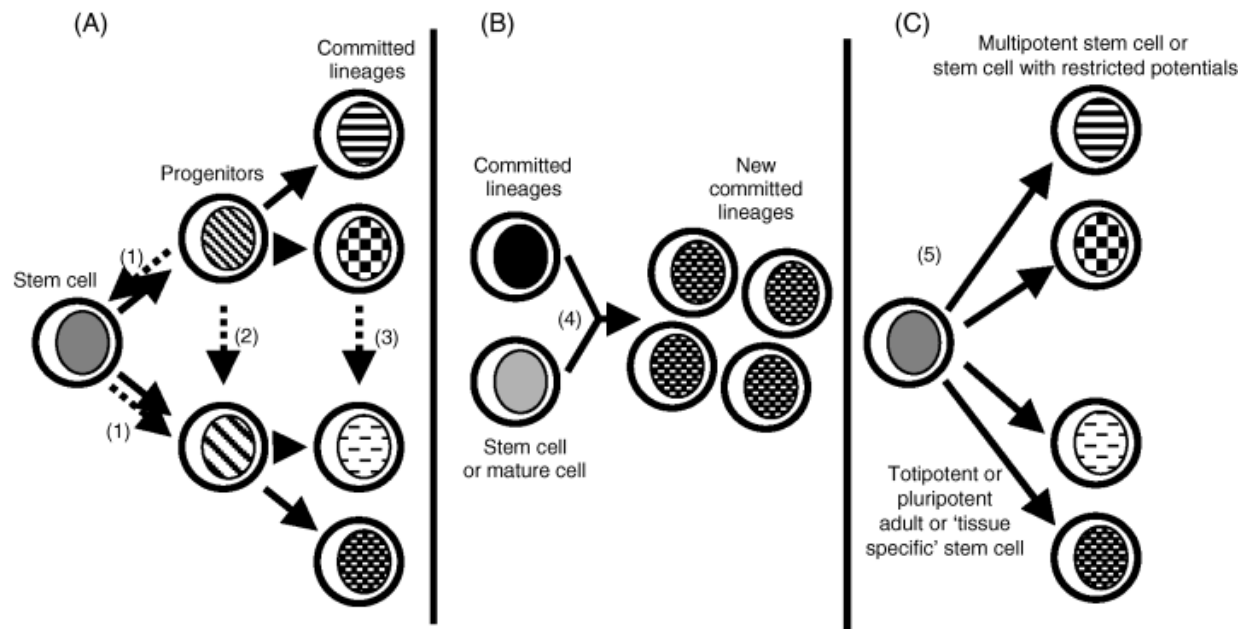 (A)
Committed
lineages
Progenitors
(1)
Stem cell
(2)
(3)
(1)
(B)
Committed
lineages
New
committed
lineages
(4)
Stem cell
or mature cell
(C)
Multipotent stem cell or
stem cell with restricted potentials
(5)
Totipotent or
pluripotent
adult or 'tissue
specific' stem cell